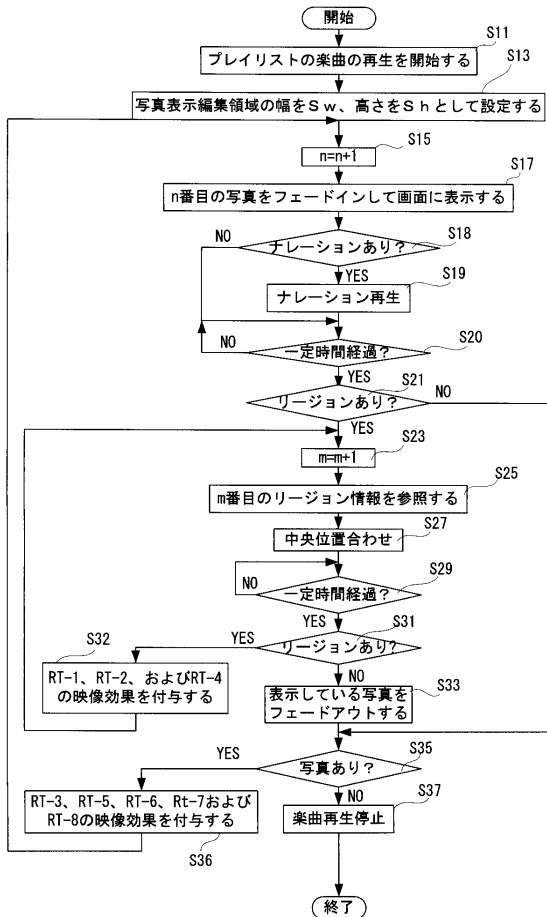 開始
S11
プレイリストの楽曲の再生を開始する
S13
写真表示編集領域の幅をSw、高さをShとして設定する
S15
n=n+1
S17
n番目の写真をフェードインして画面に表示する
NO
ナレーションあり?
S18
YES
S19
ナレーション再生
NO
一定時間経過?
S20
YES
S21
リージョンあり?
NO
YES
S23
m=m+1
S25
m番目のリージョン情報を参照する
S27
中央位置合わせ
S29
NO
一定時間経過?
YES
S31
S32
YES
リージョンあり?
RT-1、RT-2、およびRT-4
の映像効果を付与する
NO
S33
表示している写真を
フェードアウトする
YES
S35
写真あり?
RT-3、RT-5、RT-6、Rt-7および
RT-8の映像効果を付与する
NO
S37
楽曲再生停止
S36
終了